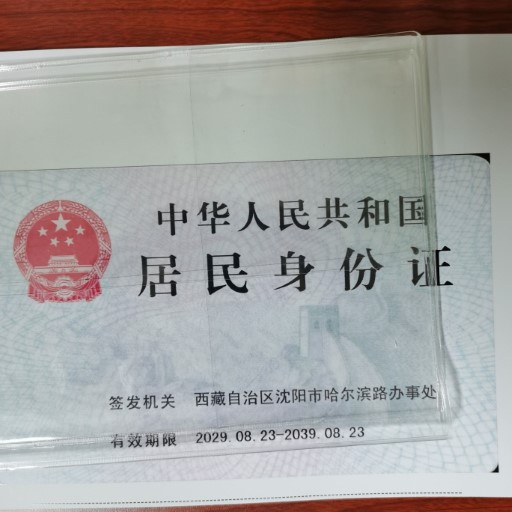 中华人民共和国
居民身份证
签发机关 西藏自治区沈阳市哈尔滨路办事处
有效期限 2029.08.23-2039.08.23